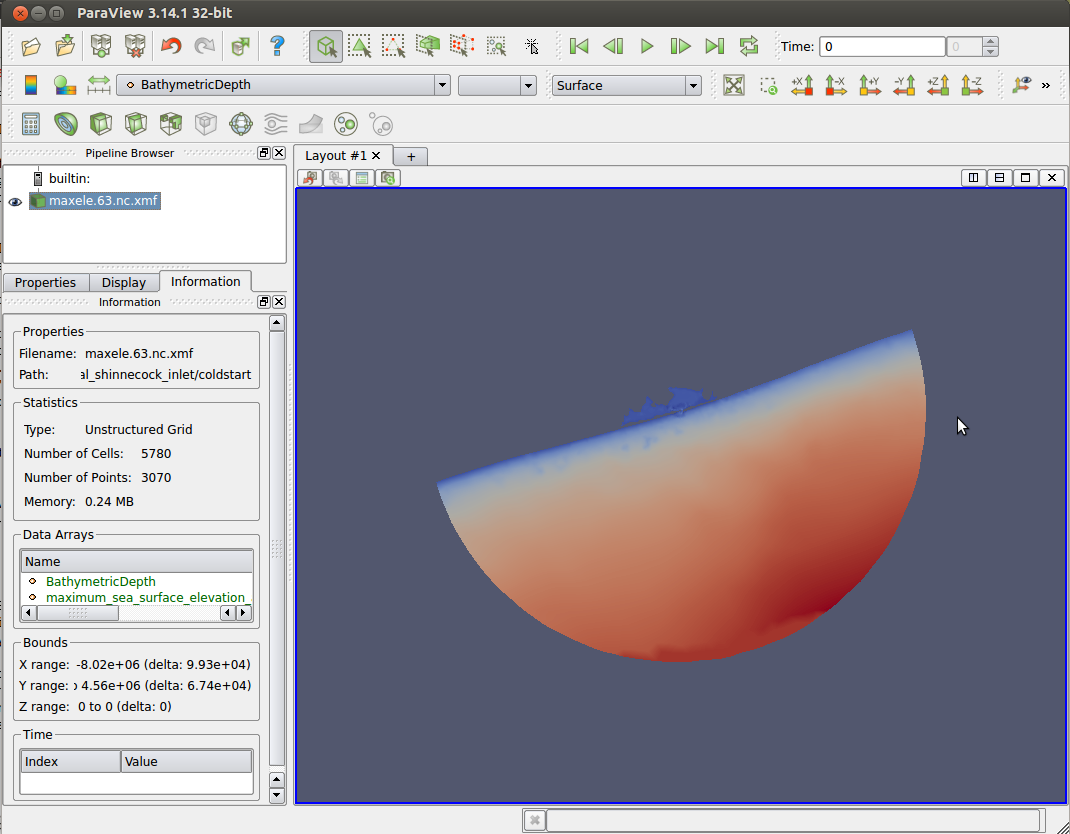 ParaView 3.14.1 32-bit
Time: 0 0
BathymetricDepth Surface +X -X +Y -Y +Z -Z »
Pipeline Browser
builtin:
maxele.63.nc.xmf
Properties Display Information
Information
Properties
Filename: maxele.63.nc.xmf
Path: al_shinnecock_inlet/coldstart
Statistics
Type: Unstructured Grid
Number of Cells: 5780
Number of Points: 3070
Memory: 0.24 MB
Data Arrays
Name
BathymetricDepth
maximum_sea_surface_elevation_
Bounds
X range: -8.02e+06 (delta: 9.93e+04)
Y range: o 4.56e+06 (delta: 6.74e+04)
Z range: 0 to 0 (delta: 0)
Time
Index Value
Layout #1 +